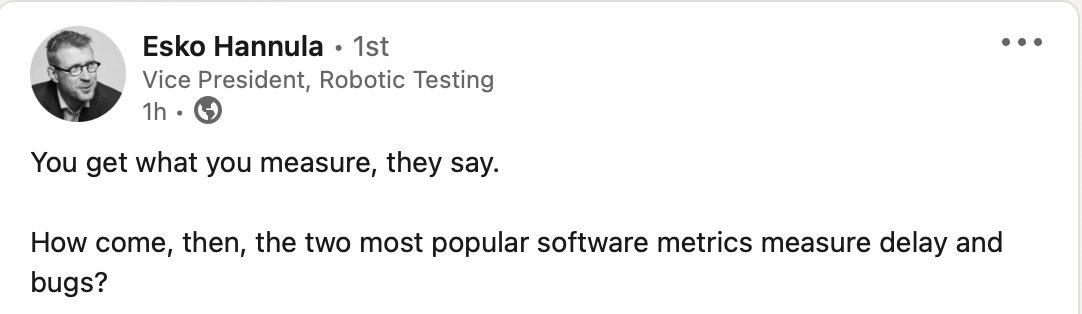 Esko Hannula • 1st
Vice President, Robotic Testing
1h •
You get what you measure, they say.
How come, then, the two most popular software metrics measure delay and
bugs?